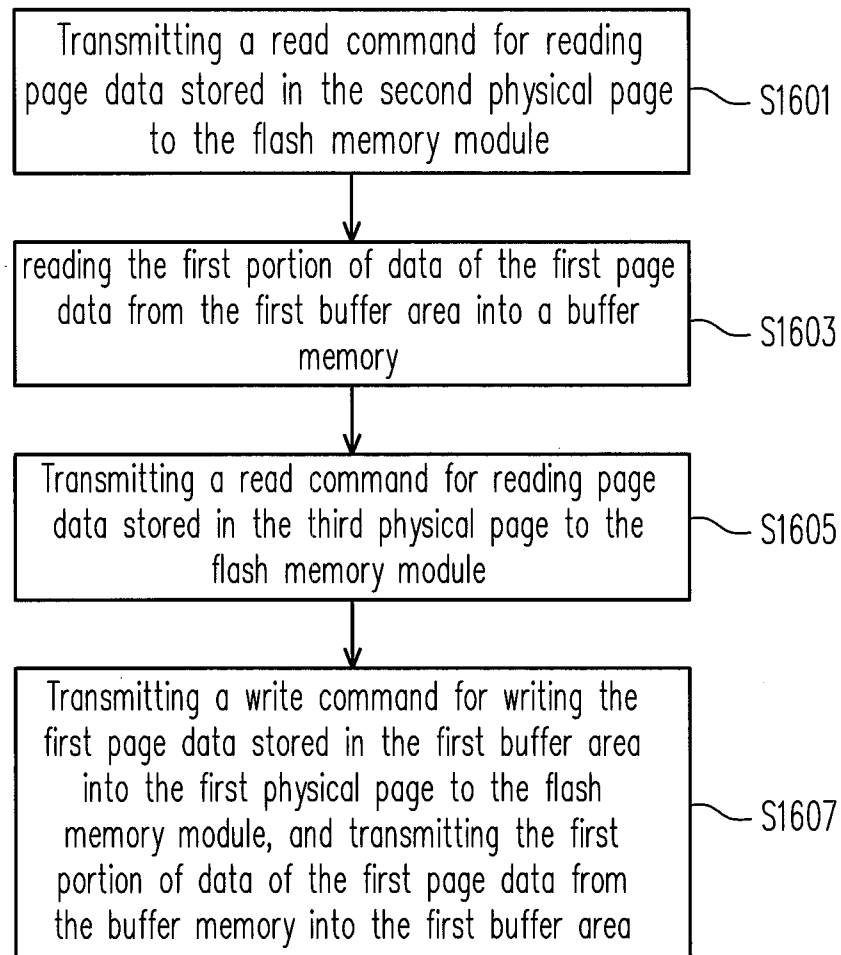 Transmitting a read command for reading
page data stored in the second physical page
to the flash memory module
S1601
reading the first portion of data of the first page
data from the first buffer area into a buffer
memory
S1603
Transmitting a read command for reading page
data stored in the third physical page to the
flash memory module
S1605
Transmitting a write command for writing the
first page data stored in the first buffer area
into the first physical page to the flash
memory module, and transmitting the first
portion of data of the first page data from
the buffer memory into the first buffer area
S1607